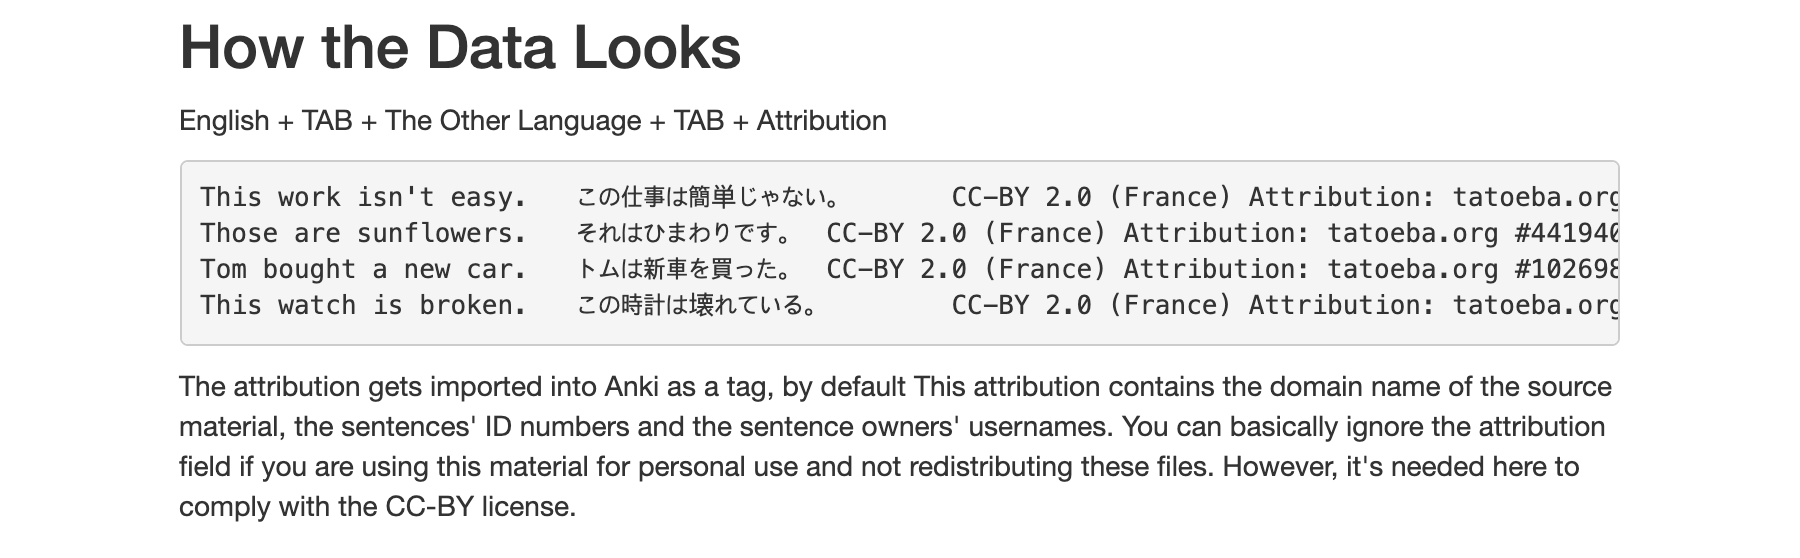 How the Data Looks
English + TAB + The Other Language + TAB + Attribution
This work isn't easy. この仕事は簡単じゃない。 CC-BY 2.0 (France) Attribution: tatoeba.org
Those are sunflowers. それはひまわりです。 CC-BY 2.0 (France) Attribution: tatoeba.org #441940
Tom bought a new car. トムは新車を買った。 CC-BY 2.0 (France) Attribution: tatoeba.org #102698
This watch is broken. この時計は壊れている。 CC-BY 2.0 (France) Attribution: tatoeba.org
The attribution gets imported into Anki as a tag, by default This attribution contains the domain name of the source
material, the sentences' ID numbers and the sentence owners' usernames. You can basically ignore the attribution
field if you are using this material for personal use and not redistributing these files. However, it's needed here to
comply with the CC-BY license.